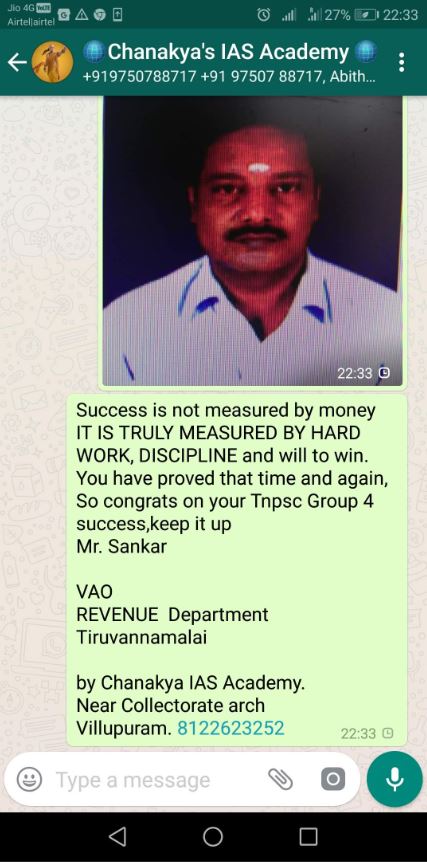 Jio 4G VoLTE
Airtel|airtel
27%
22:33
Chanakya's IAS Academy
+919750788717 +91 97507 88717, Abith...
22:33
Success is not measured by money
IT IS TRULY MEASURED BY HARD
WORK, DISCIPLINE and will to win.
You have proved that time and again,
So congrats on your Tnpsc Group 4
success,keep it up
Mr. Sankar
VAO
REVENUE Department
Tiruvannamalai
by Chanakya IAS Academy.
Near Collectorate arch
Villupuram. 8122623252
22:33
Type a message